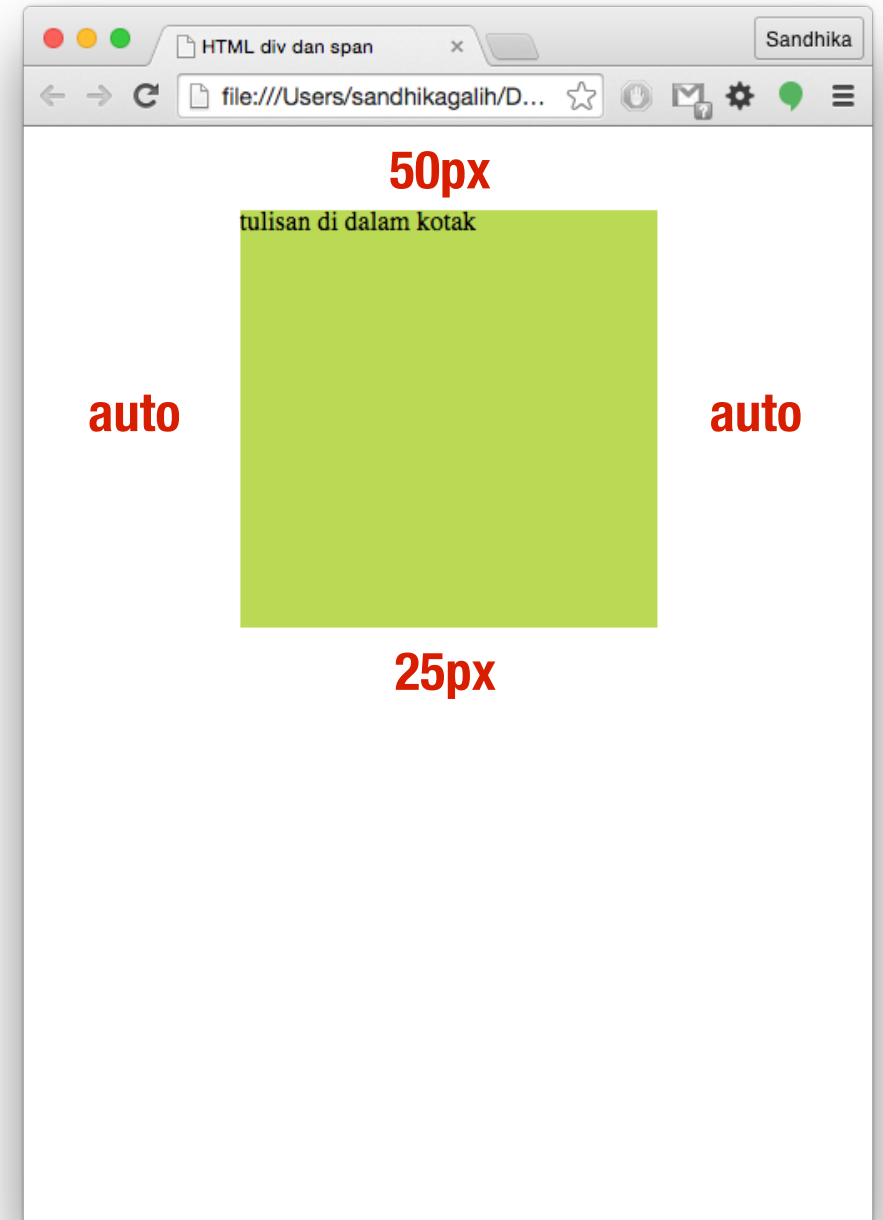 HTML div dan span
Sandhika
file:///Users/sandhikagalih/D...
50px
tulisan di dalam kotak
auto
auto
25px